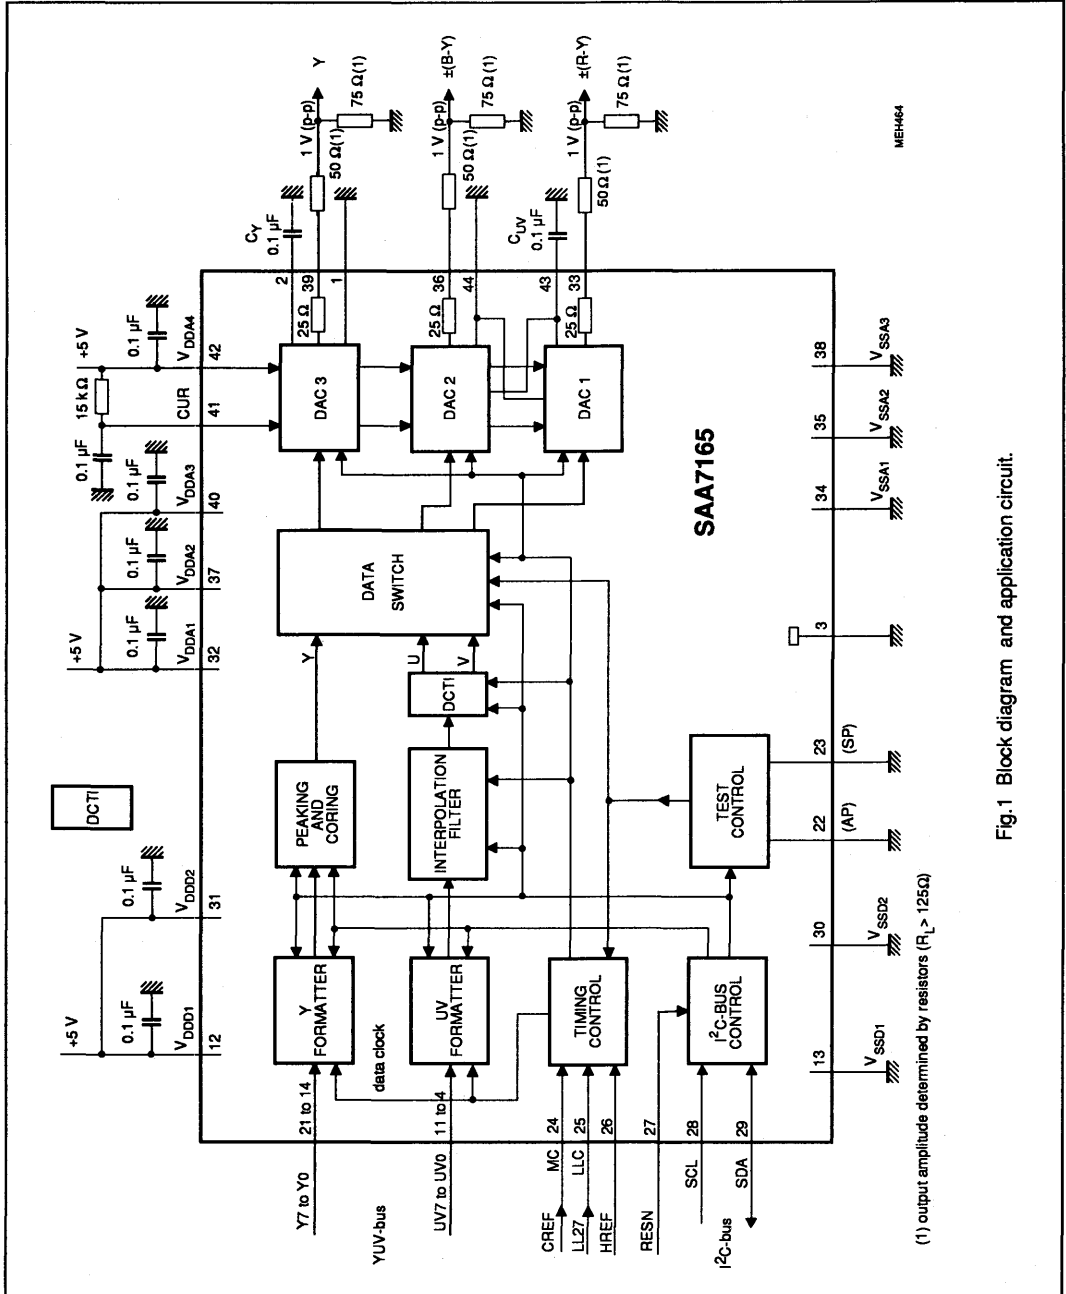 +5 V
+5 V
+5 V
15 kΩ
0.1 µF
0.1 µF
0.1 µF
0.1 µF
0.1 µF
0.1 µF
0.1 µF
V_DDD1
V_DDD2
V_DDA1
V_DDA2
V_DDA3
CUR
V_DDA4
12
31
32
37
40
41
42
DCTI
Y7 to Y0
21 to 14
YUV-bus
UV7 to UV0
11 to 4
data clock
Y
FORMATTER
UV
FORMATTER
PEAKING
AND
CORING
INTERPOLATION
FILTER
DCTI
Y
U
V
DATA
SWITCH
DAC 3
DAC 2
DAC 1
25 Ω
25 Ω
25 Ω
2
39
1
36
44
43
33
C_Y
0.1 µF
C_UV
0.1 µF
50 Ω(1)
50 Ω(1)
50Ω(1)
1 V (p-p)
1 V (p-p)
1 V (p-p)
Y
±(B-Y)
±(R-Y)
75 Ω(1)
75 Ω(1)
75 Ω(1)
CREF
MC
24
LL27
LLC
25
HREF
26
RESN
27
SCL
28
SDA
29
I²C-bus
TIMING
CONTROL
I²C-BUS
CONTROL
TEST
CONTROL
SAA7165
13
30
22
23
3
34
35
38
V_SSD1
V_SSD2
(AP)
(SP)
V_SSA1
V_SSA2
V_SSA3
MEH464
(1) output amplitude determined by resistors (R_L > 125Ω)
Fig.1 Block diagram and application circuit.